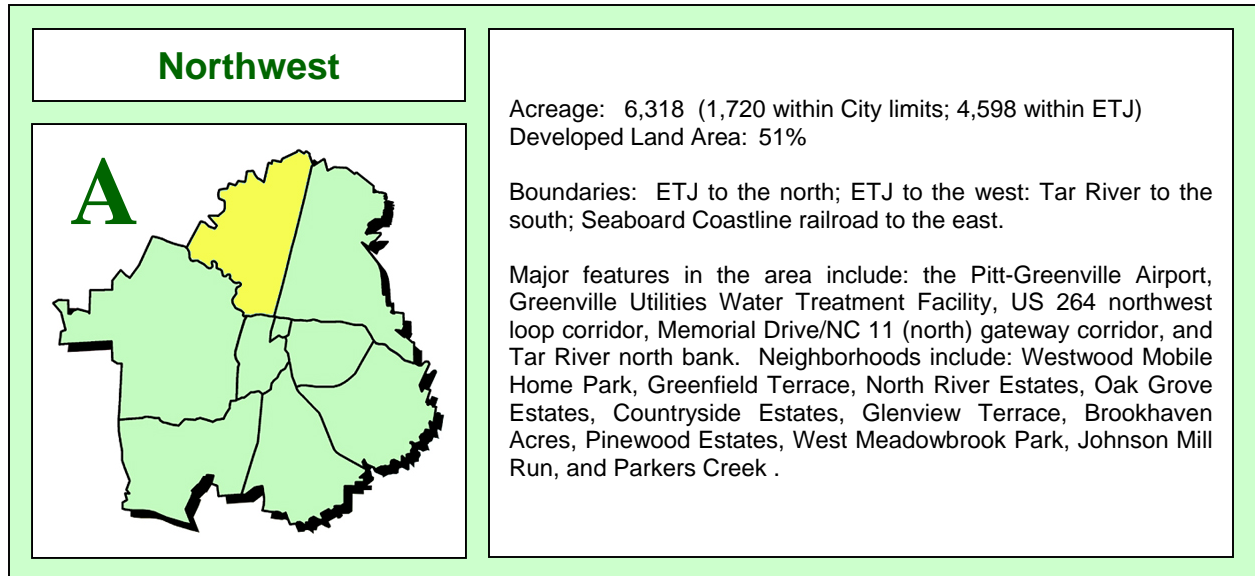 Northwest
A
Acreage: 6,318 (1,720 within City limits; 4,598 within ETJ)
Developed Land Area: 51%
Boundaries: ETJ to the north; ETJ to the west: Tar River to the
south; Seaboard Coastline railroad to the east.
Major features in the area include: the Pitt-Greenville Airport,
Greenville Utilities Water Treatment Facility, US 264 northwest
loop corridor, Memorial Drive/NC 11 (north) gateway corridor, and
Tar River north bank. Neighborhoods include: Westwood Mobile
Home Park, Greenfield Terrace, North River Estates, Oak Grove
Estates, Countryside Estates, Glenview Terrace, Brookhaven
Acres, Pinewood Estates, West Meadowbrook Park, Johnson Mill
Run, and Parkers Creek .